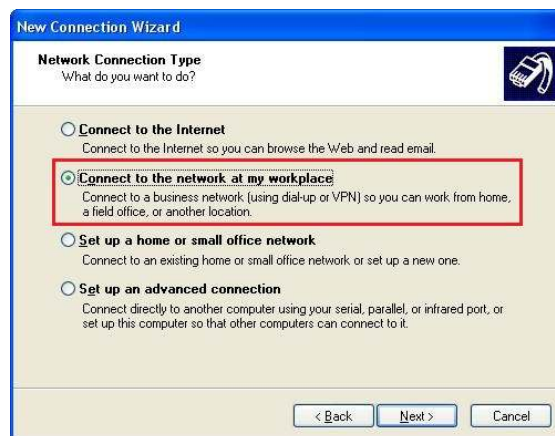 New Connection Wizard
Network Connection Type
What do you want to do?
Connect to the Internet
Connect to the Internet so you can browse the Web and read email.
Connect to the network at my workplace
Connect to a business network (using dial-up or VPN) so you can work from home,
a field office, or another location.
Set up a home or small office network
Connect to an existing home or small office network or set up a new one.
Set up an advanced connection
Connect directly to another computer using your serial, parallel, or infrared port, or
set up this computer so that other computers can connect to it.
< Back Next > Cancel